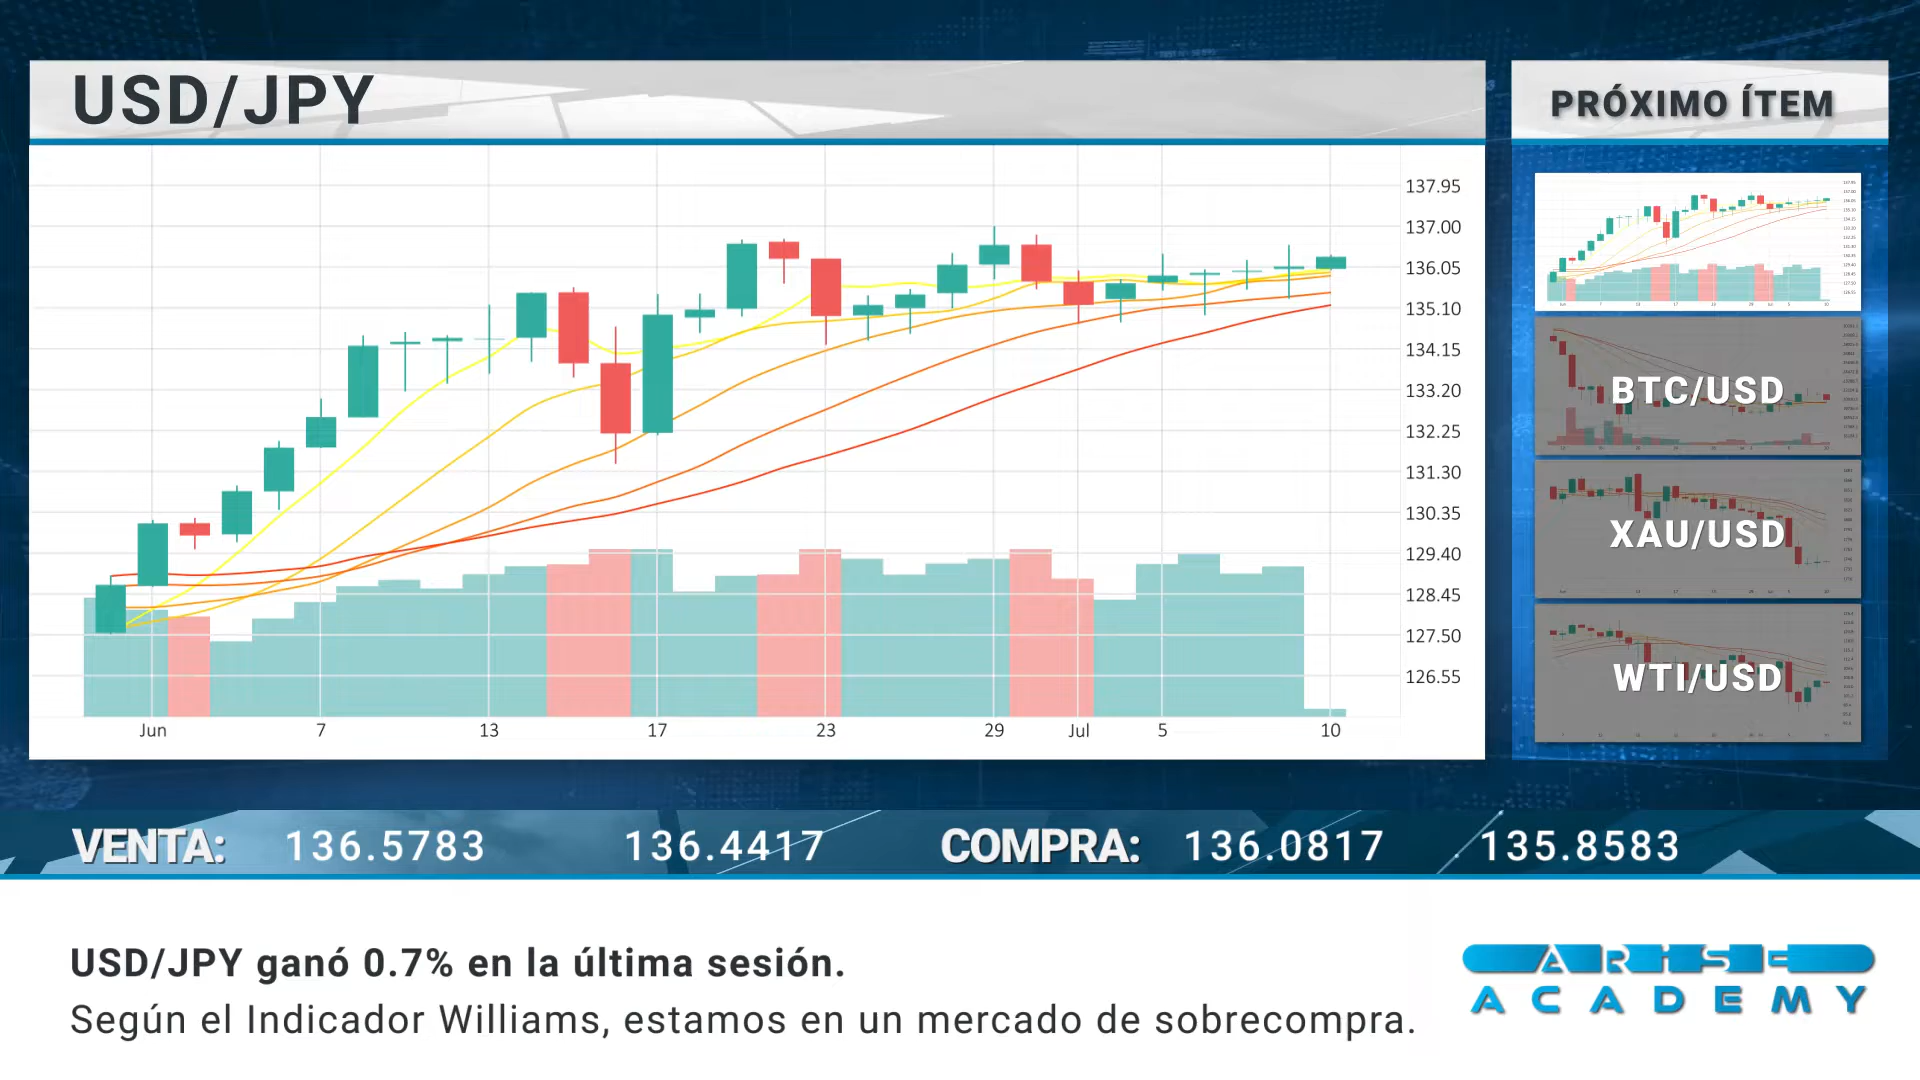 USD/JPY
PRÓXIMO ÍTEM
137.95
137.00
136.05
135.10
134.15
133.20
132.25
131.30
130.35
129.40
128.45
127.50
126.55
Jun 7 13 17 23 29 Jul 5 10
BTC/USD
XAU/USD
WTI/USD
VENTA: 136.5783 136.4417 COMPRA: 136.0817 135.8583
USD/JPY ganó 0.7% en la última sesión.
Según el Indicador Williams, estamos en un mercado de sobrecompra.
ARISE
ACADEMY